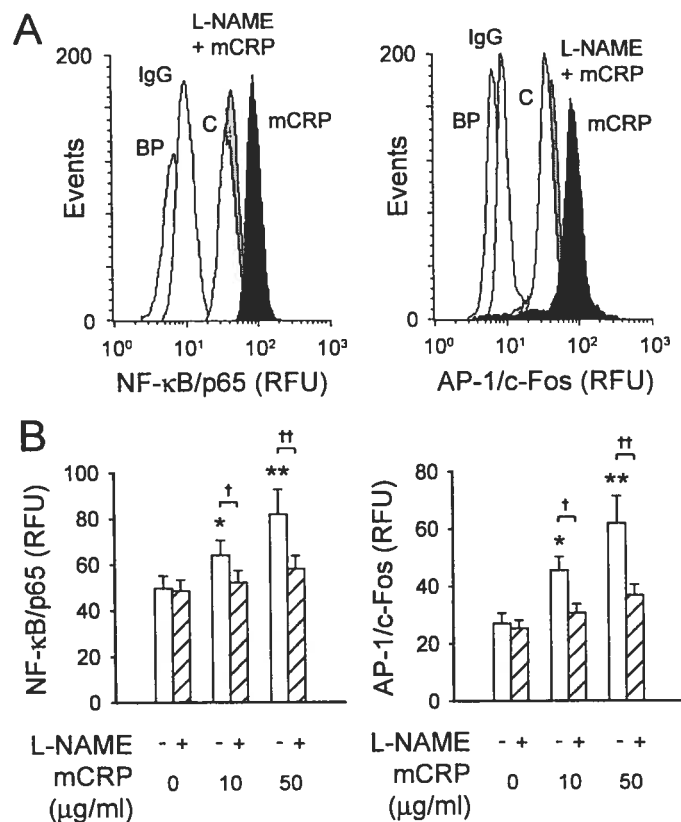 A
L-NAME
+ mCRP
200
IgG
BP
C
mCRP
Events
0
10⁰ 10¹ 10² 10³
NF-κB/p65 (RFU)
200
IgG
L-NAME
+ mCRP
BP
C
mCRP
Events
0
10⁰ 10¹ 10² 10³
AP-1/c-Fos (RFU)
B
NF-κB/p65 (RFU)
100
80
60
40
20
0
*
†
**
††
L-NAME - + - + - +
mCRP
(μg/ml)
0 10 50
AP-1/c-Fos (RFU)
80
60
40
20
0
*
†
**
††
L-NAME - + - + - +
mCRP
(μg/ml)
0 10 50